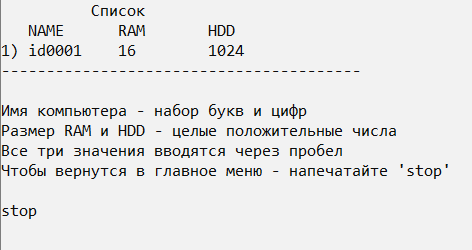 Список
NAME RAM HDD
1) id0001 16 1024
----------------------------------------
Имя компьютера - набор букв и цифр
Размер RAM и HDD - целые положительные числа
Все три значения вводятся через пробел
Чтобы вернутся в главное меню - напечатайте 'stop'
stop